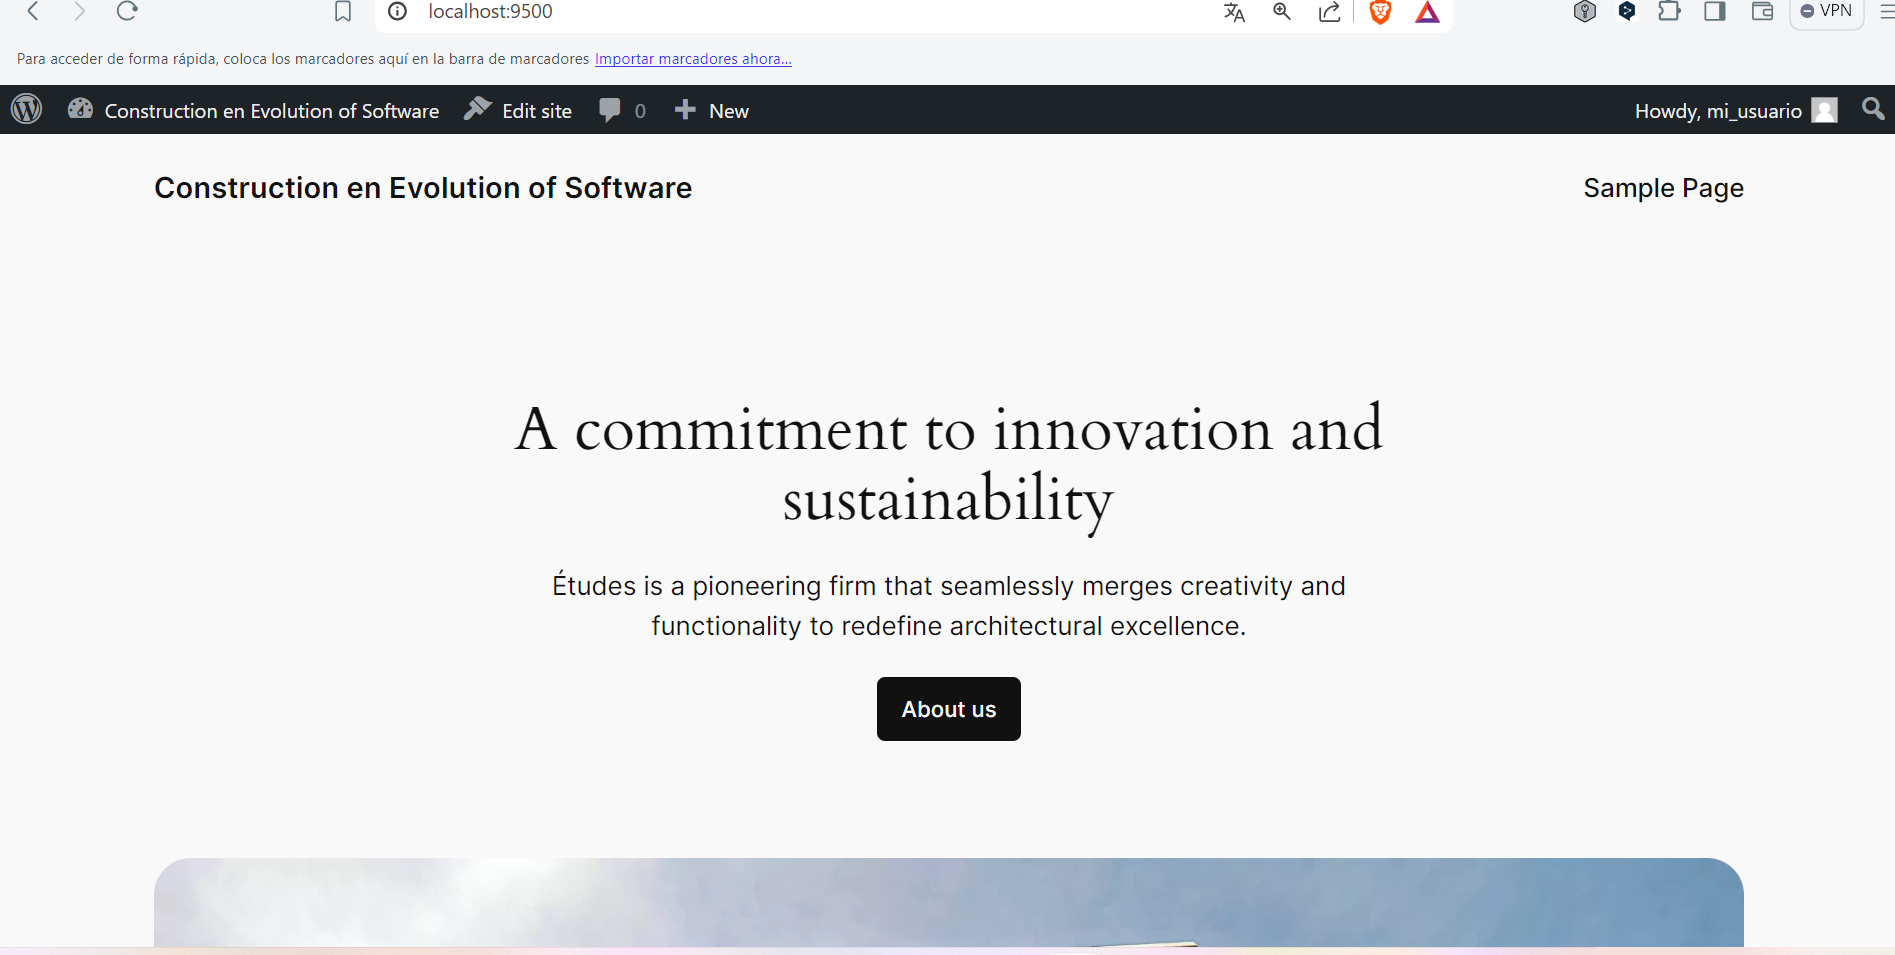 localhost:9500
VPN
Para acceder de forma rápida, coloca los marcadores aquí en la barra de marcadores Importar marcadores ahora...
Construction en Evolution of Software Edit site 0 New Howdy, mi_usuario
Construction en Evolution of Software Sample Page
A commitment to innovation and
sustainability
Études is a pioneering firm that seamlessly merges creativity and
functionality to redefine architectural excellence.
About us